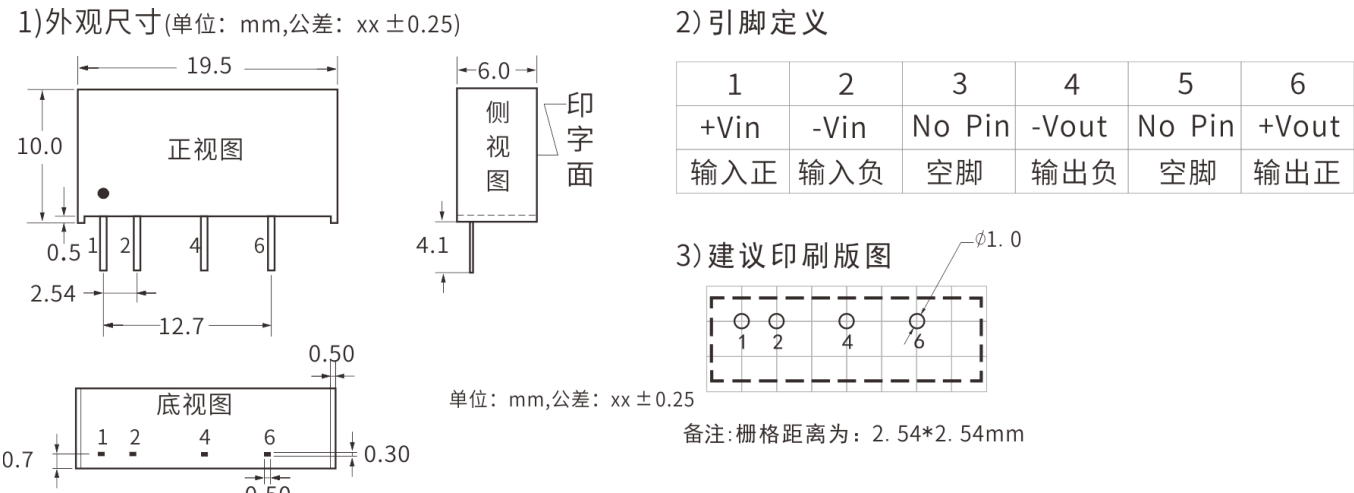 1)外观尺寸(单位：mm,公差：xx ±0.25)
19.5
10.0
正视图
0.5
1 2 4 6
2.54
12.7
6.0
侧视图
印字面
4.1
0.50
底视图
1 2 4 6
0.7
0.30
0.50
单位：mm,公差：xx ±0.25
2)引脚定义
1 2 3 4 5 6
+Vin -Vin No Pin -Vout No Pin +Vout
输入正 输入负 空脚 输出负 空脚 输出正
3)建议印刷版图
⌀1.0
1 2 4 6
备注:栅格距离为：2.54*2.54mm